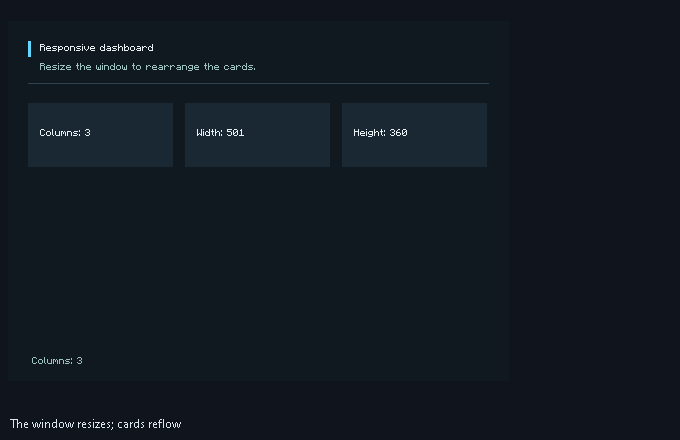 Responsive dashboard
Resize the window to rearrange the cards.
Columns: 3
Width: 501
Height: 360
Columns: 3
The window resizes; cards reflow